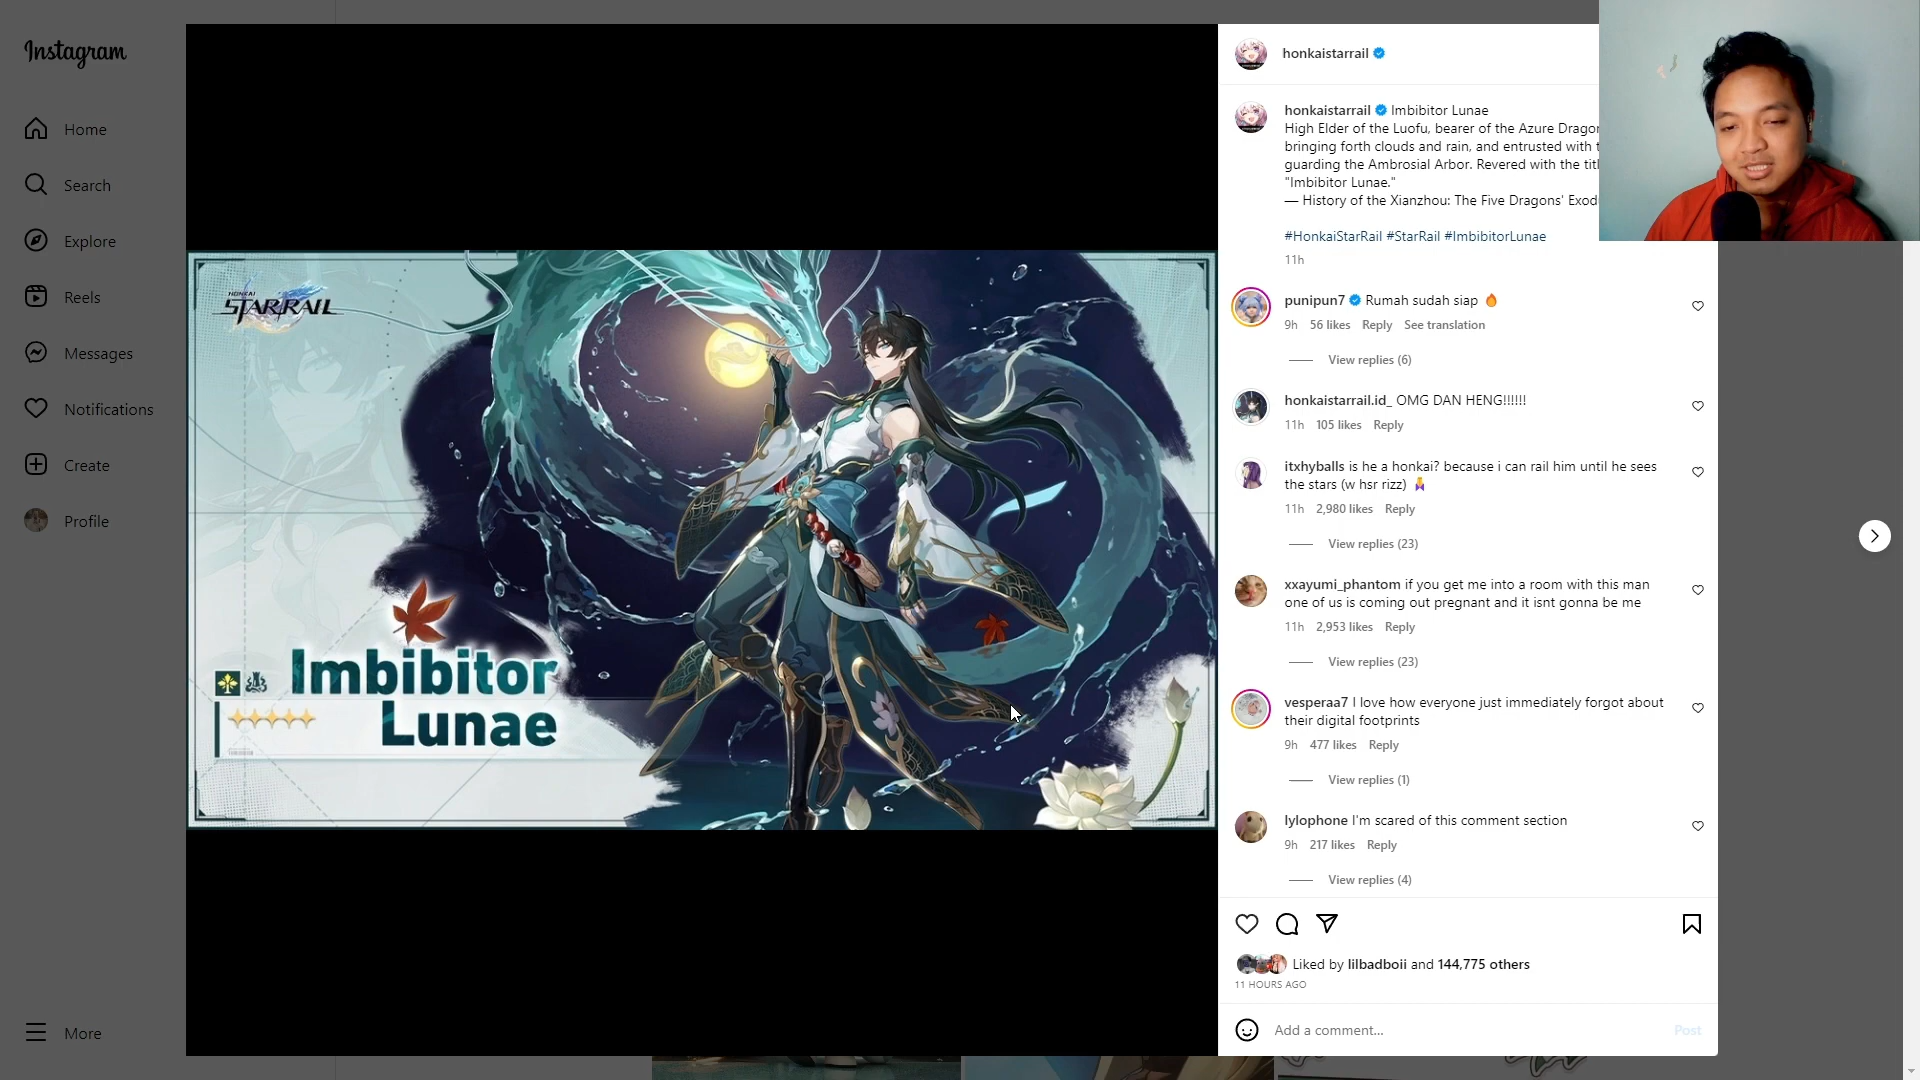 Instagram
Home
Search
Explore
Reels
Messages
Notifications
Create
Profile
More
HONKAI
STAR RAIL
Imbibitor
Lunae
honkaistarrail
honkaistarrail Imbibitor Lunae
High Elder of the Luofu, bearer of the Azure
bringing forth clouds and rain, and entrusted with
guarding the Ambrosial Arbor. Revered with the
"Imbibitor Lunae."
— History of the Xianzhou: The Five Dragons'
#HonkaiStarRail #StarRail #ImbibitorLunae
11h
punipun7 Rumah sudah siap 🔥
9h 56 likes Reply See translation
View replies (6)
honkaistarrail.id_ OMG DAN HENG!!!!!!
11h 105 likes Reply
itxhyballs is he a honkai? because i can rail him until he sees
the stars (w hsr rizz)
11h 2,980 likes Reply
View replies (23)
xxayumi_phantom if you get me into a room with this man
one of us is coming out pregnant and it isnt gonna be me
11h 2,953 likes Reply
View replies (23)
vesperaa7 I love how everyone just immediately forgot about
their digital footprints
9h 477 likes Reply
View replies (1)
lylophone I'm scared of this comment section
9h 217 likes Reply
View replies (4)
Liked by lilbadboii and 144,775 others
11 HOURS AGO
Add a comment...
Post